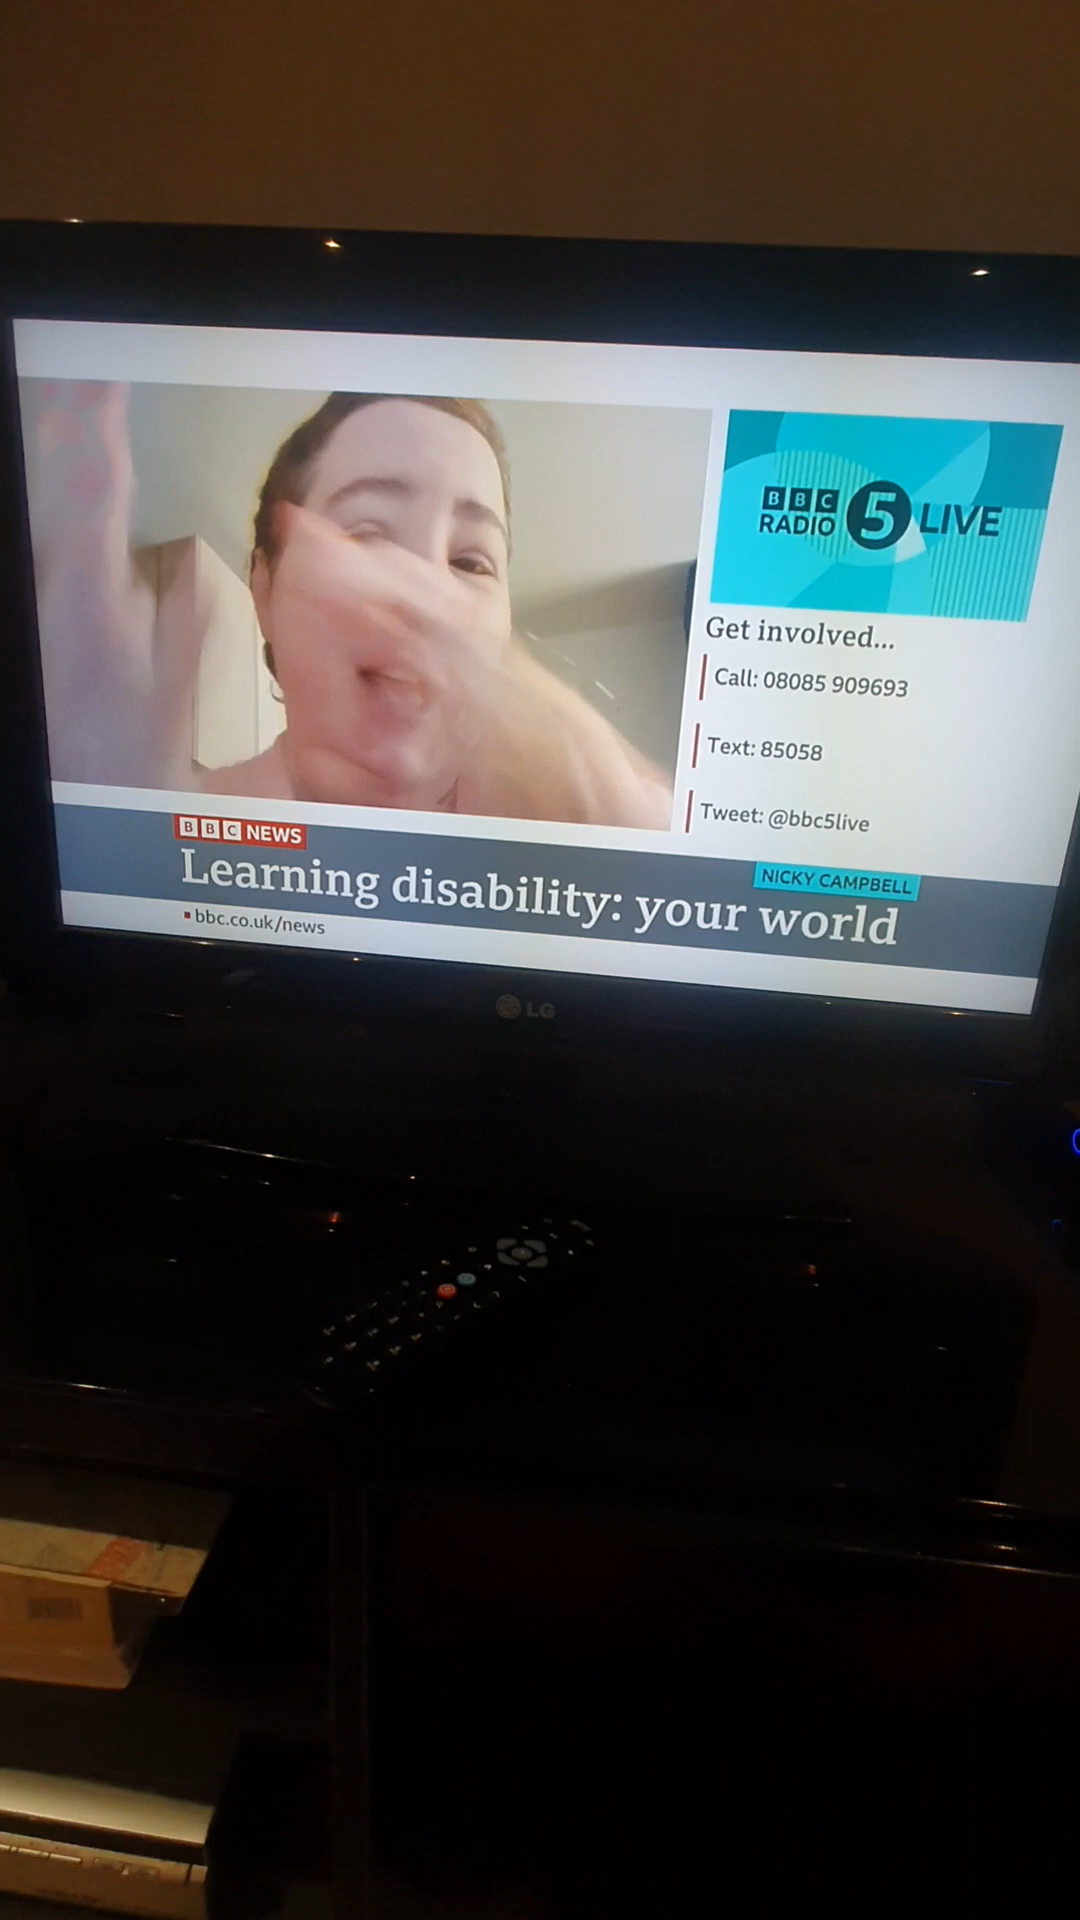 BBC
RADIO 5 LIVE
Get involved...
Call: 08085 909693
Text: 85058
Tweet: @bbc5live
BBC NEWS
NICKY CAMPBELL
Learning disability: your world
bbc.co.uk/news
LG